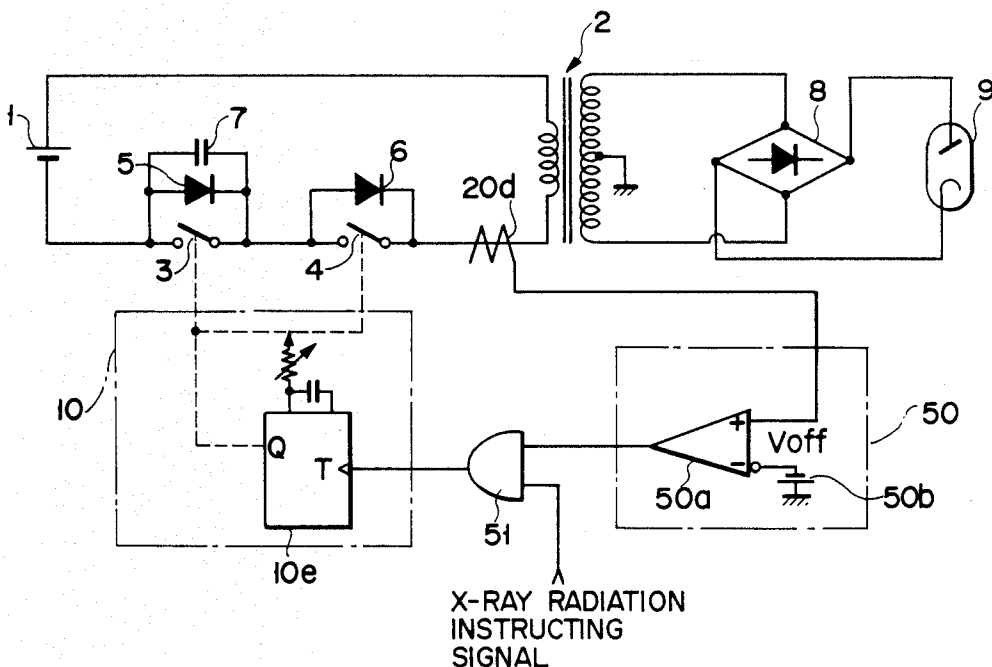 2
1
7
8
9
5
6
20d
3
4
10
50
Q
T
+
Voff
-
50a
50b
51
10e
X-RAY RADIATION
INSTRUCTING
SIGNAL